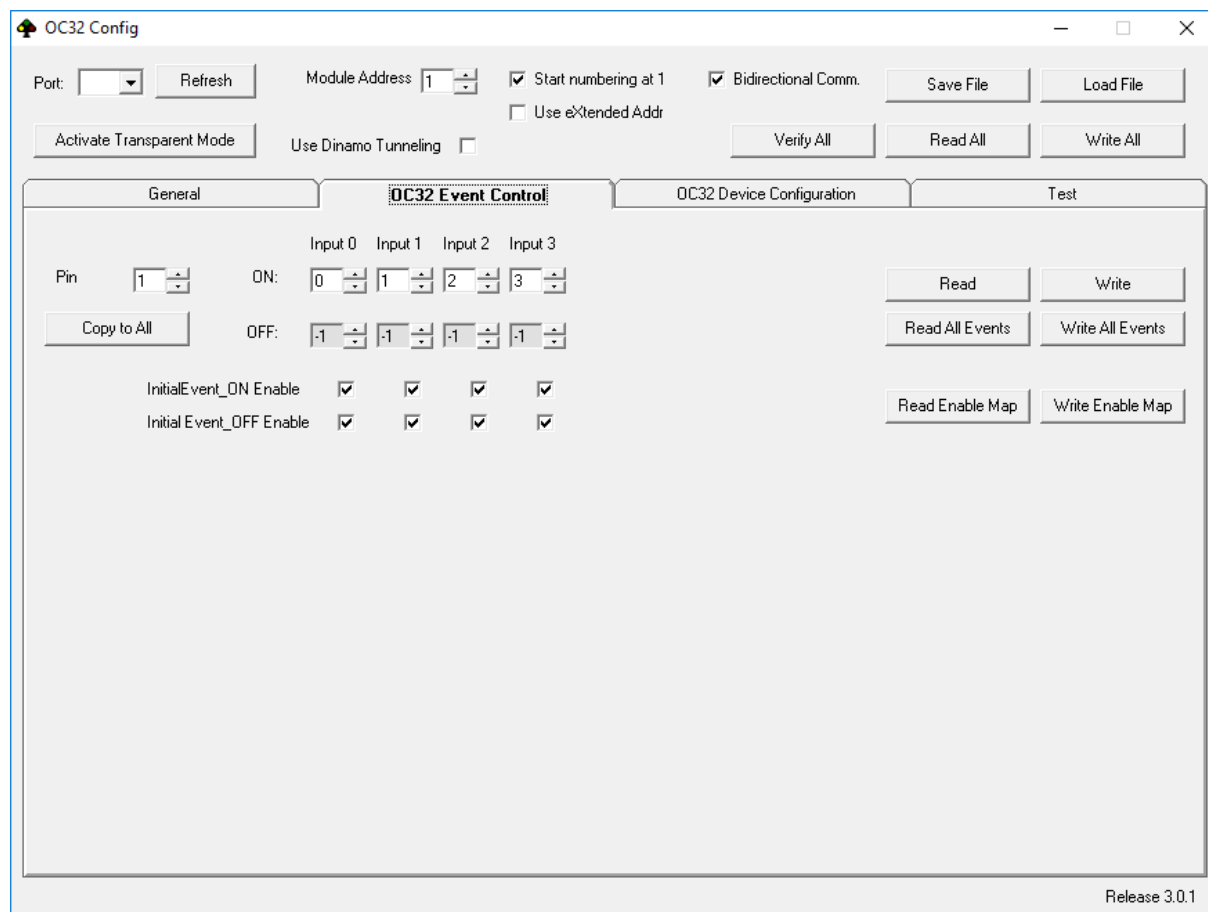 OC32 Config
Port: Refresh Module Address 1 Start numbering at 1 Bidirectional Comm. Save File Load File
Use eXtended Addr
Activate Transparent Mode Use Dinamo Tunneling Verify All Read All Write All
General OC32 Event Control OC32 Device Configuration Test
Input 0 Input 1 Input 2 Input 3
Pin 1 ON: 0 1 2 3 Read Write
Copy to All OFF: -1 -1 -1 -1 Read All Events Write All Events
InitialEvent_ON Enable
Read Enable Map Write Enable Map
Initial Event_OFF Enable
Release 3.0.1